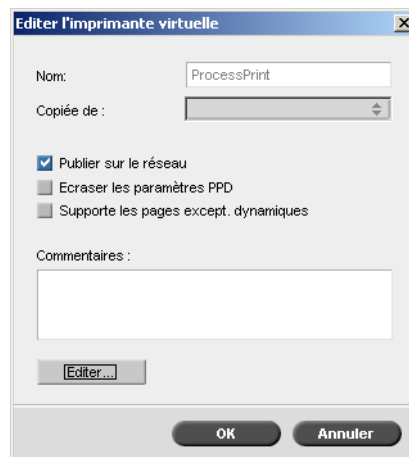 Editer l'imprimante virtuelle
Nom: ProcessPrint
Copiée de :
Publier sur le réseau
Ecraser les paramètres PPD
Supporte les pages except. dynamiques
Commentaires :
Editer...
OK Annuler